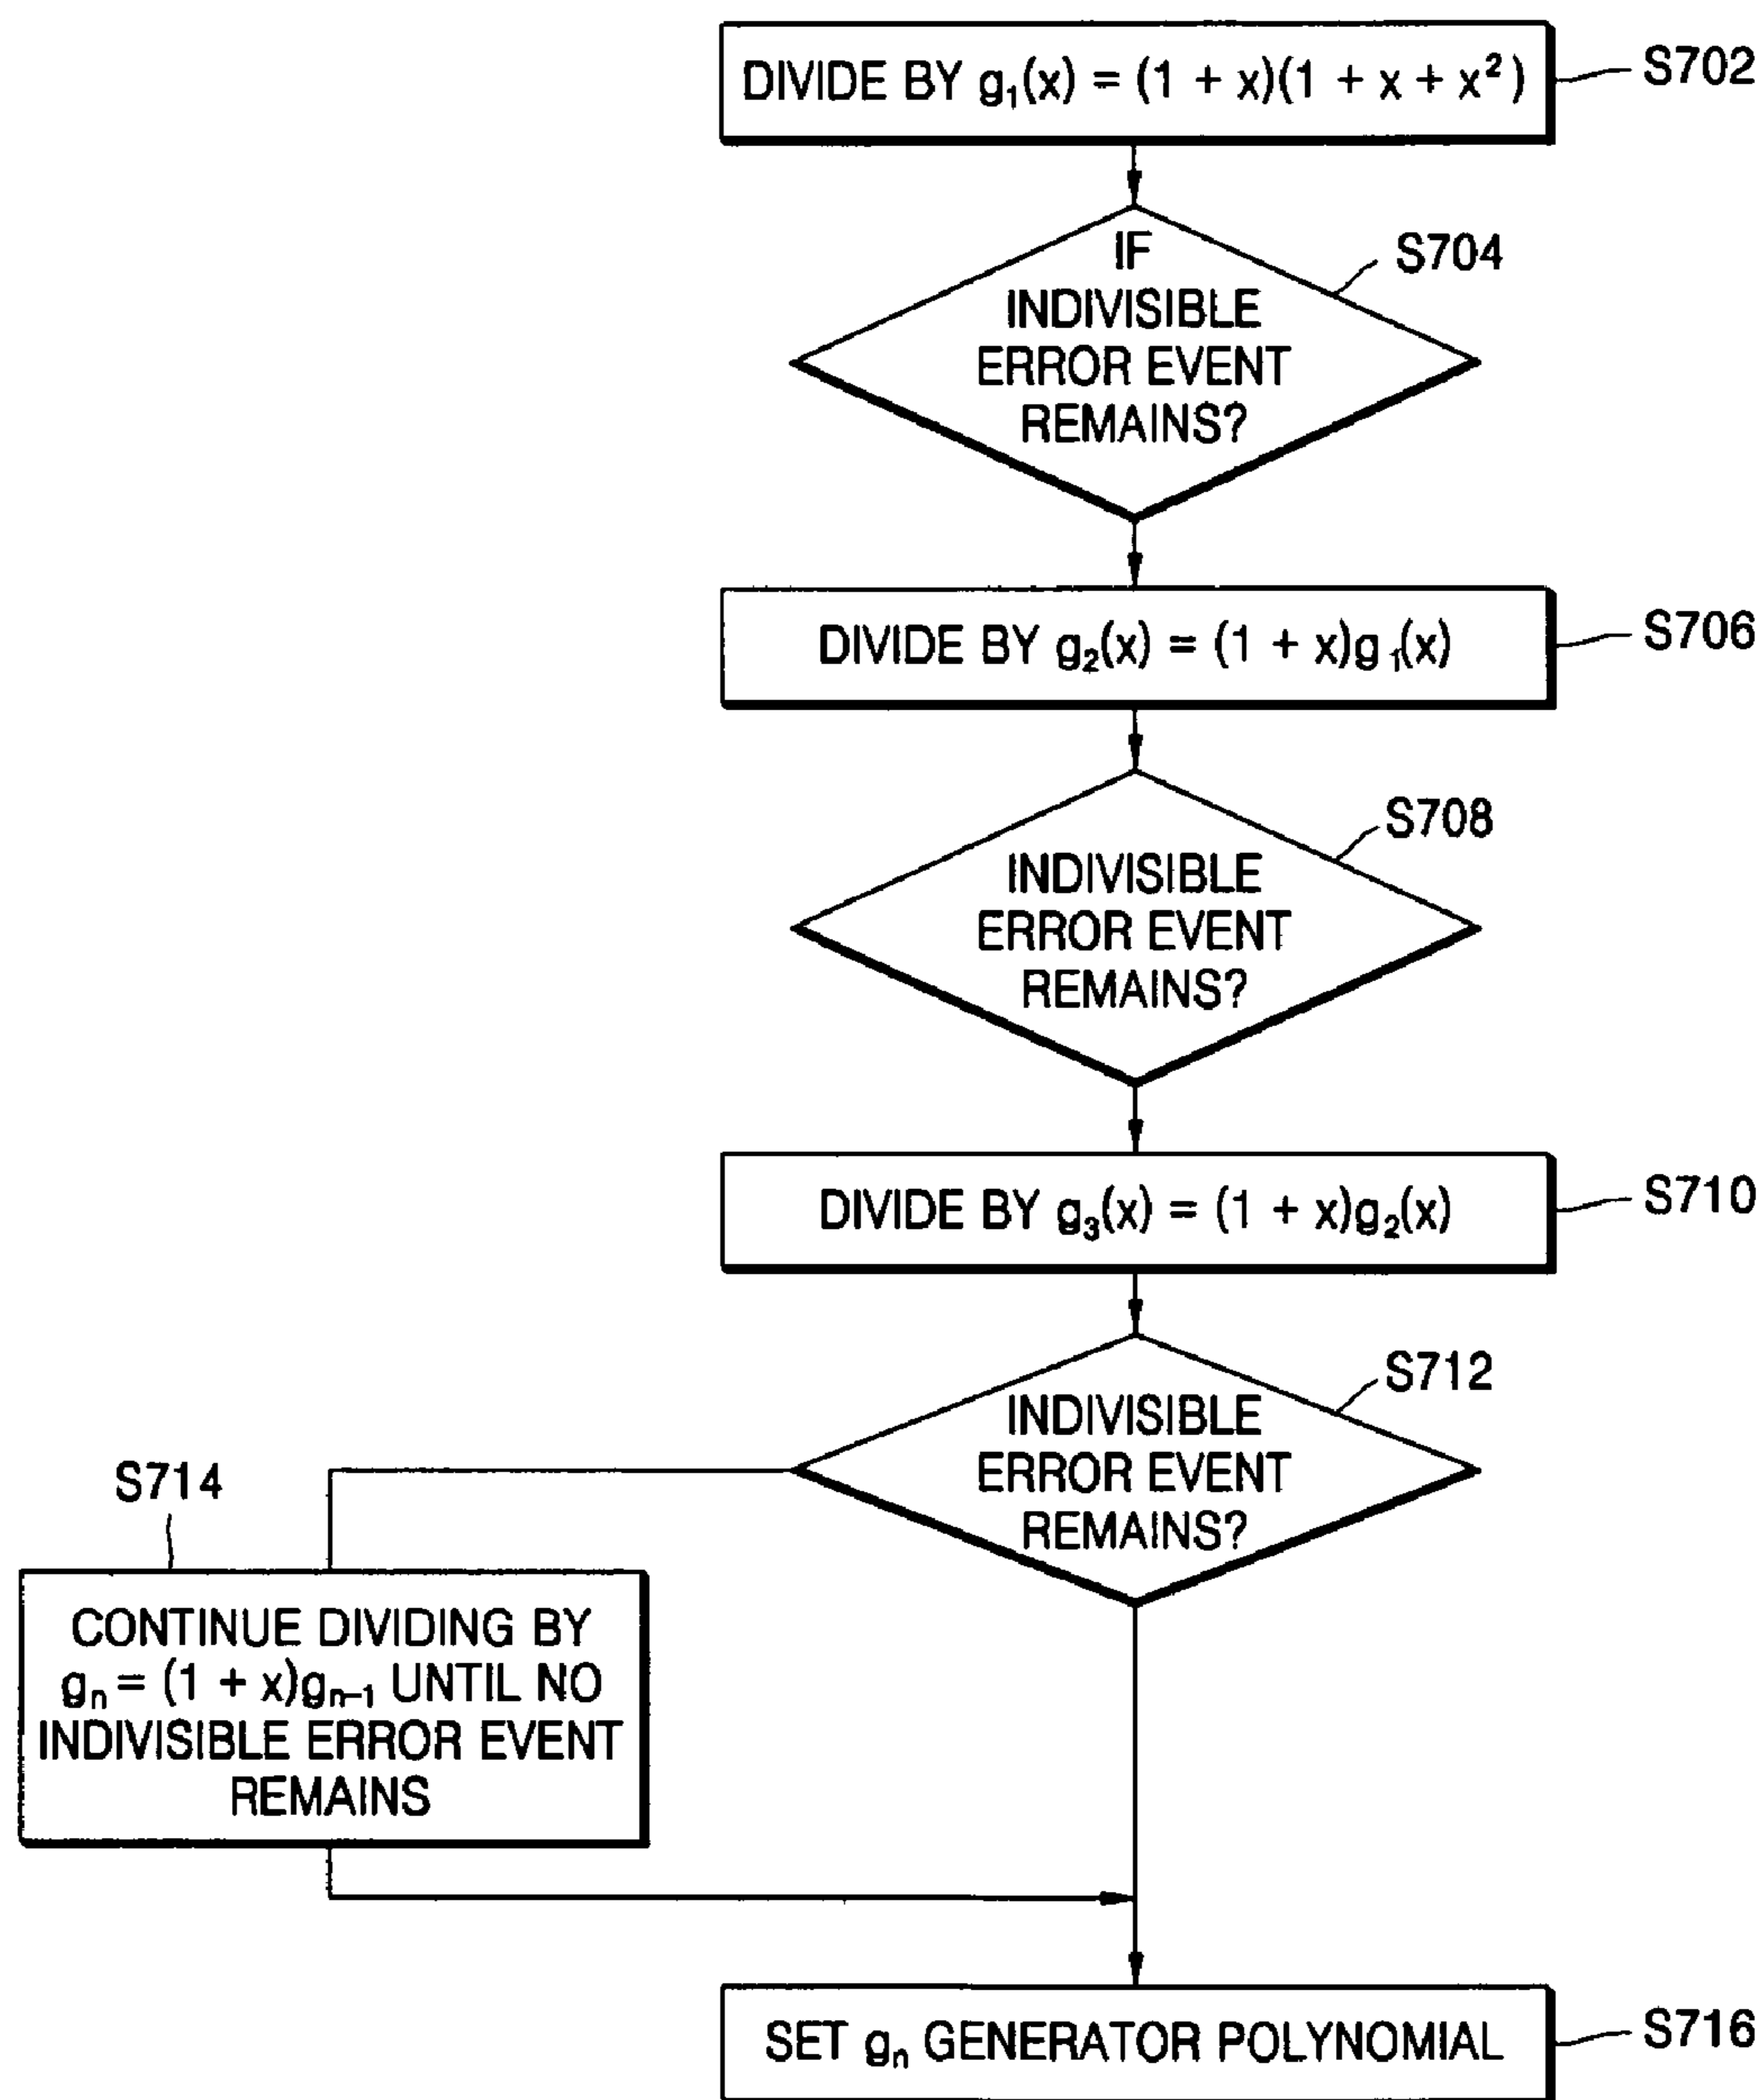 DIVIDE BY g₁(x) = (1 + x)(1 + x + x²)
S702
IF
INDIVISIBLE
ERROR EVENT
REMAINS?
S704
DIVIDE BY g₂(x) = (1 + x)g₁(x)
S706
INDIVISIBLE
ERROR EVENT
REMAINS?
S708
DIVIDE BY g₃(x) = (1 + x)g₂(x)
S710
INDIVISIBLE
ERROR EVENT
REMAINS?
S712
S714
CONTINUE DIVIDING BY
gₙ = (1 + x)gₙ₋₁ UNTIL NO
INDIVISIBLE ERROR EVENT
REMAINS
SET gₙ GENERATOR POLYNOMIAL
S716